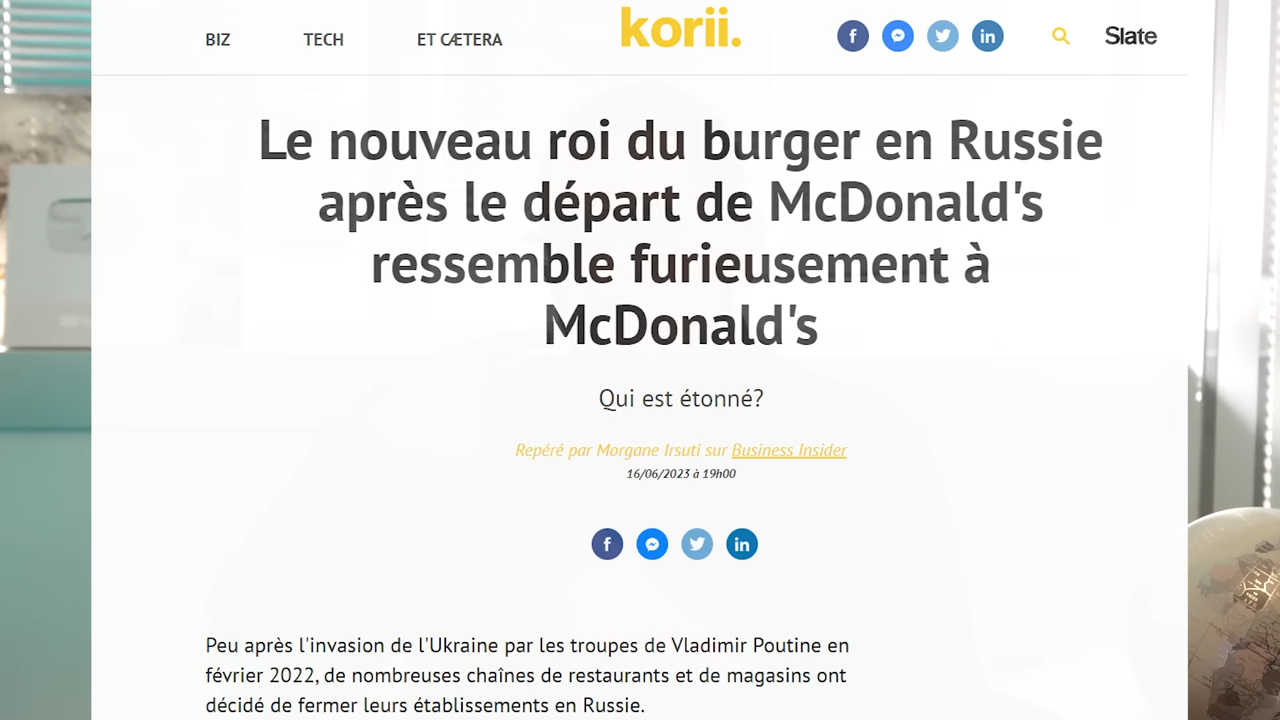 BIZ TECH ET CÆTERA korii. Slate
Le nouveau roi du burger en Russie
après le départ de McDonald's
ressemble furieusement à
McDonald's
Qui est étonné?
Repéré par Morgane Irsuti sur Business Insider
16/06/2023 à 19h00
Peu après l'invasion de l'Ukraine par les troupes de Vladimir Poutine en
février 2022, de nombreuses chaînes de restaurants et de magasins ont
décidé de fermer leurs établissements en Russie.